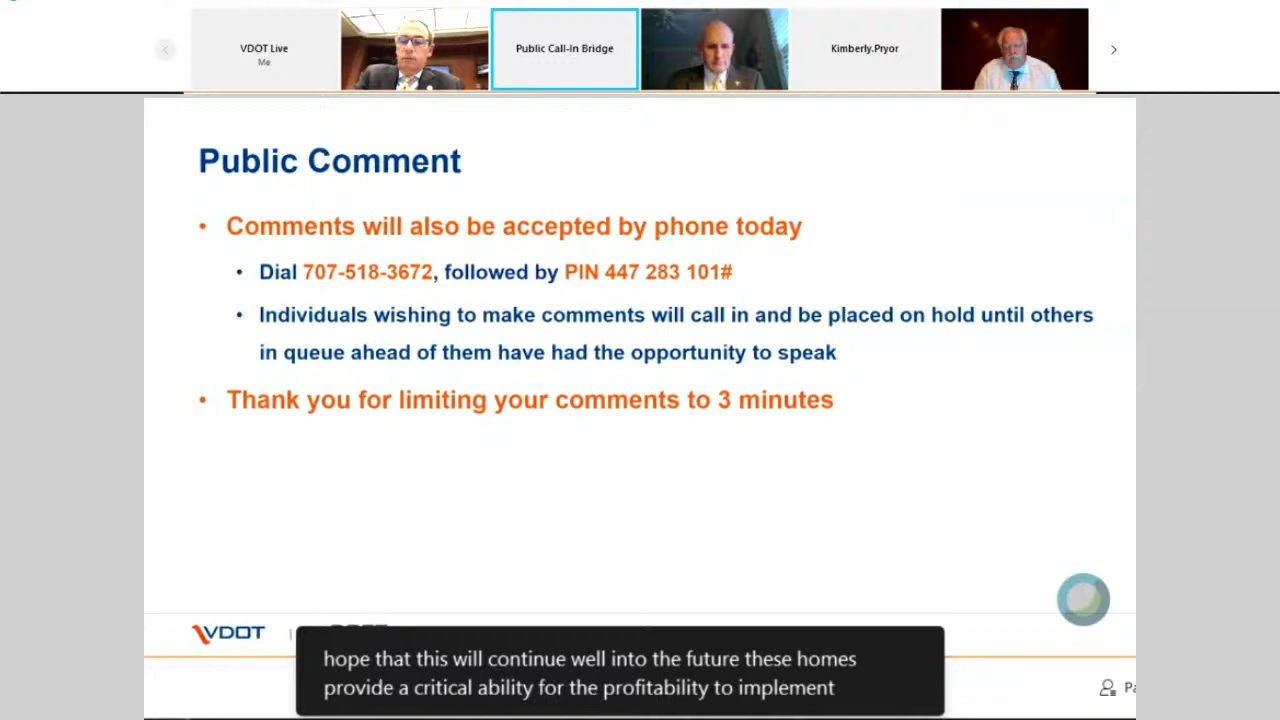 VDOT Live
Me
Public Call-In Bridge
Kimberly.Pryor
Public Comment
• Comments will also be accepted by phone today
• Dial 707-518-3672, followed by PIN 447 283 101#
• Individuals wishing to make comments will call in and be placed on hold until others
in queue ahead of them have had the opportunity to speak
• Thank you for limiting your comments to 3 minutes
VDOT |
hope that this will continue well into the future these homes
provide a critical ability for the profitability to implement
Pa